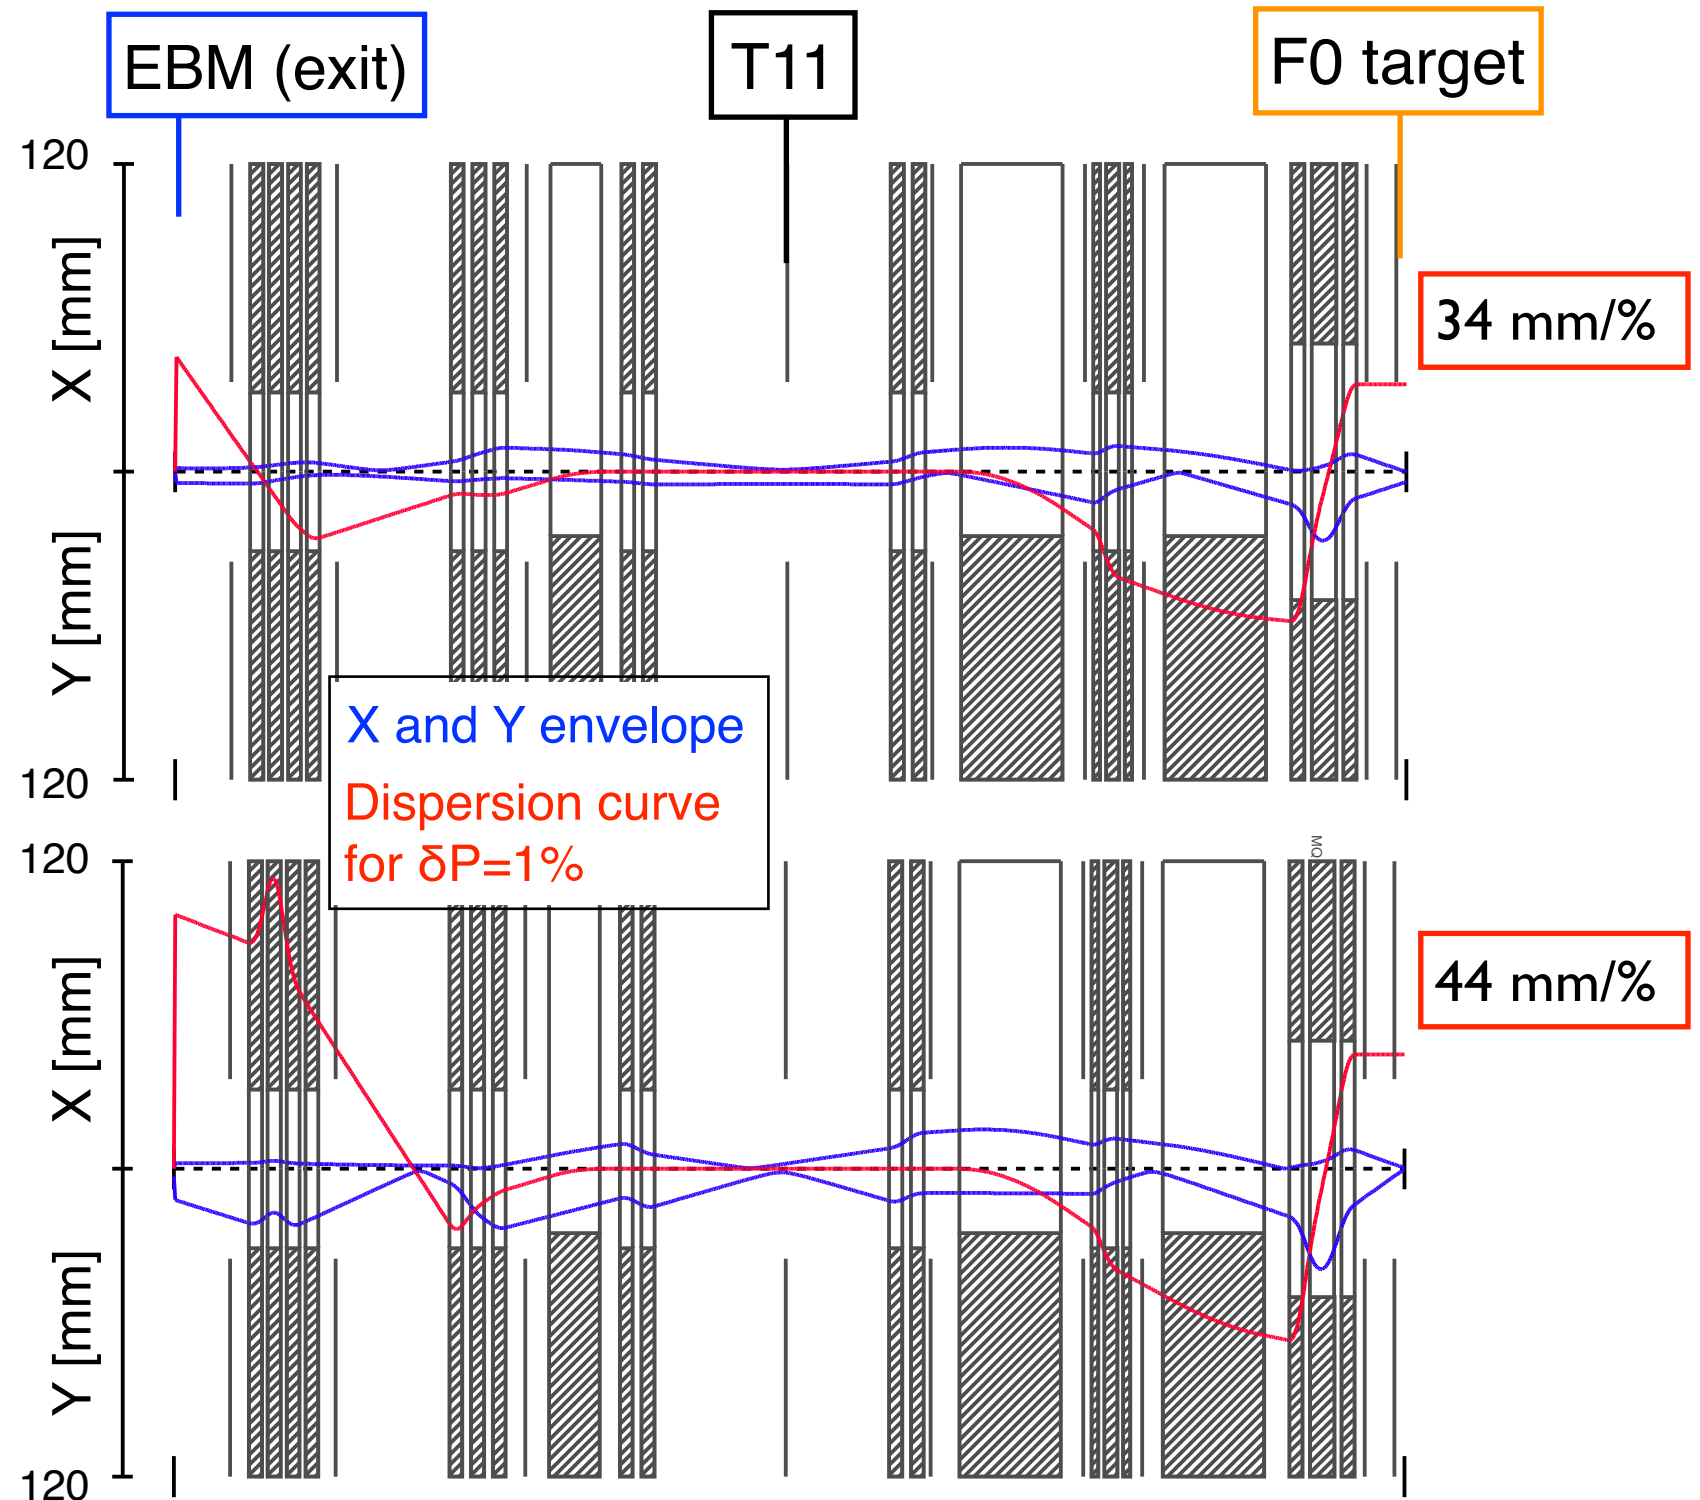 EBM (exit)
T11
F0 target
120
X [mm]
34 mm/%
Y [mm]
120
X and Y envelope
Dispersion curve
for δP=1%
120
MQ
X [mm]
44 mm/%
Y [mm]
120